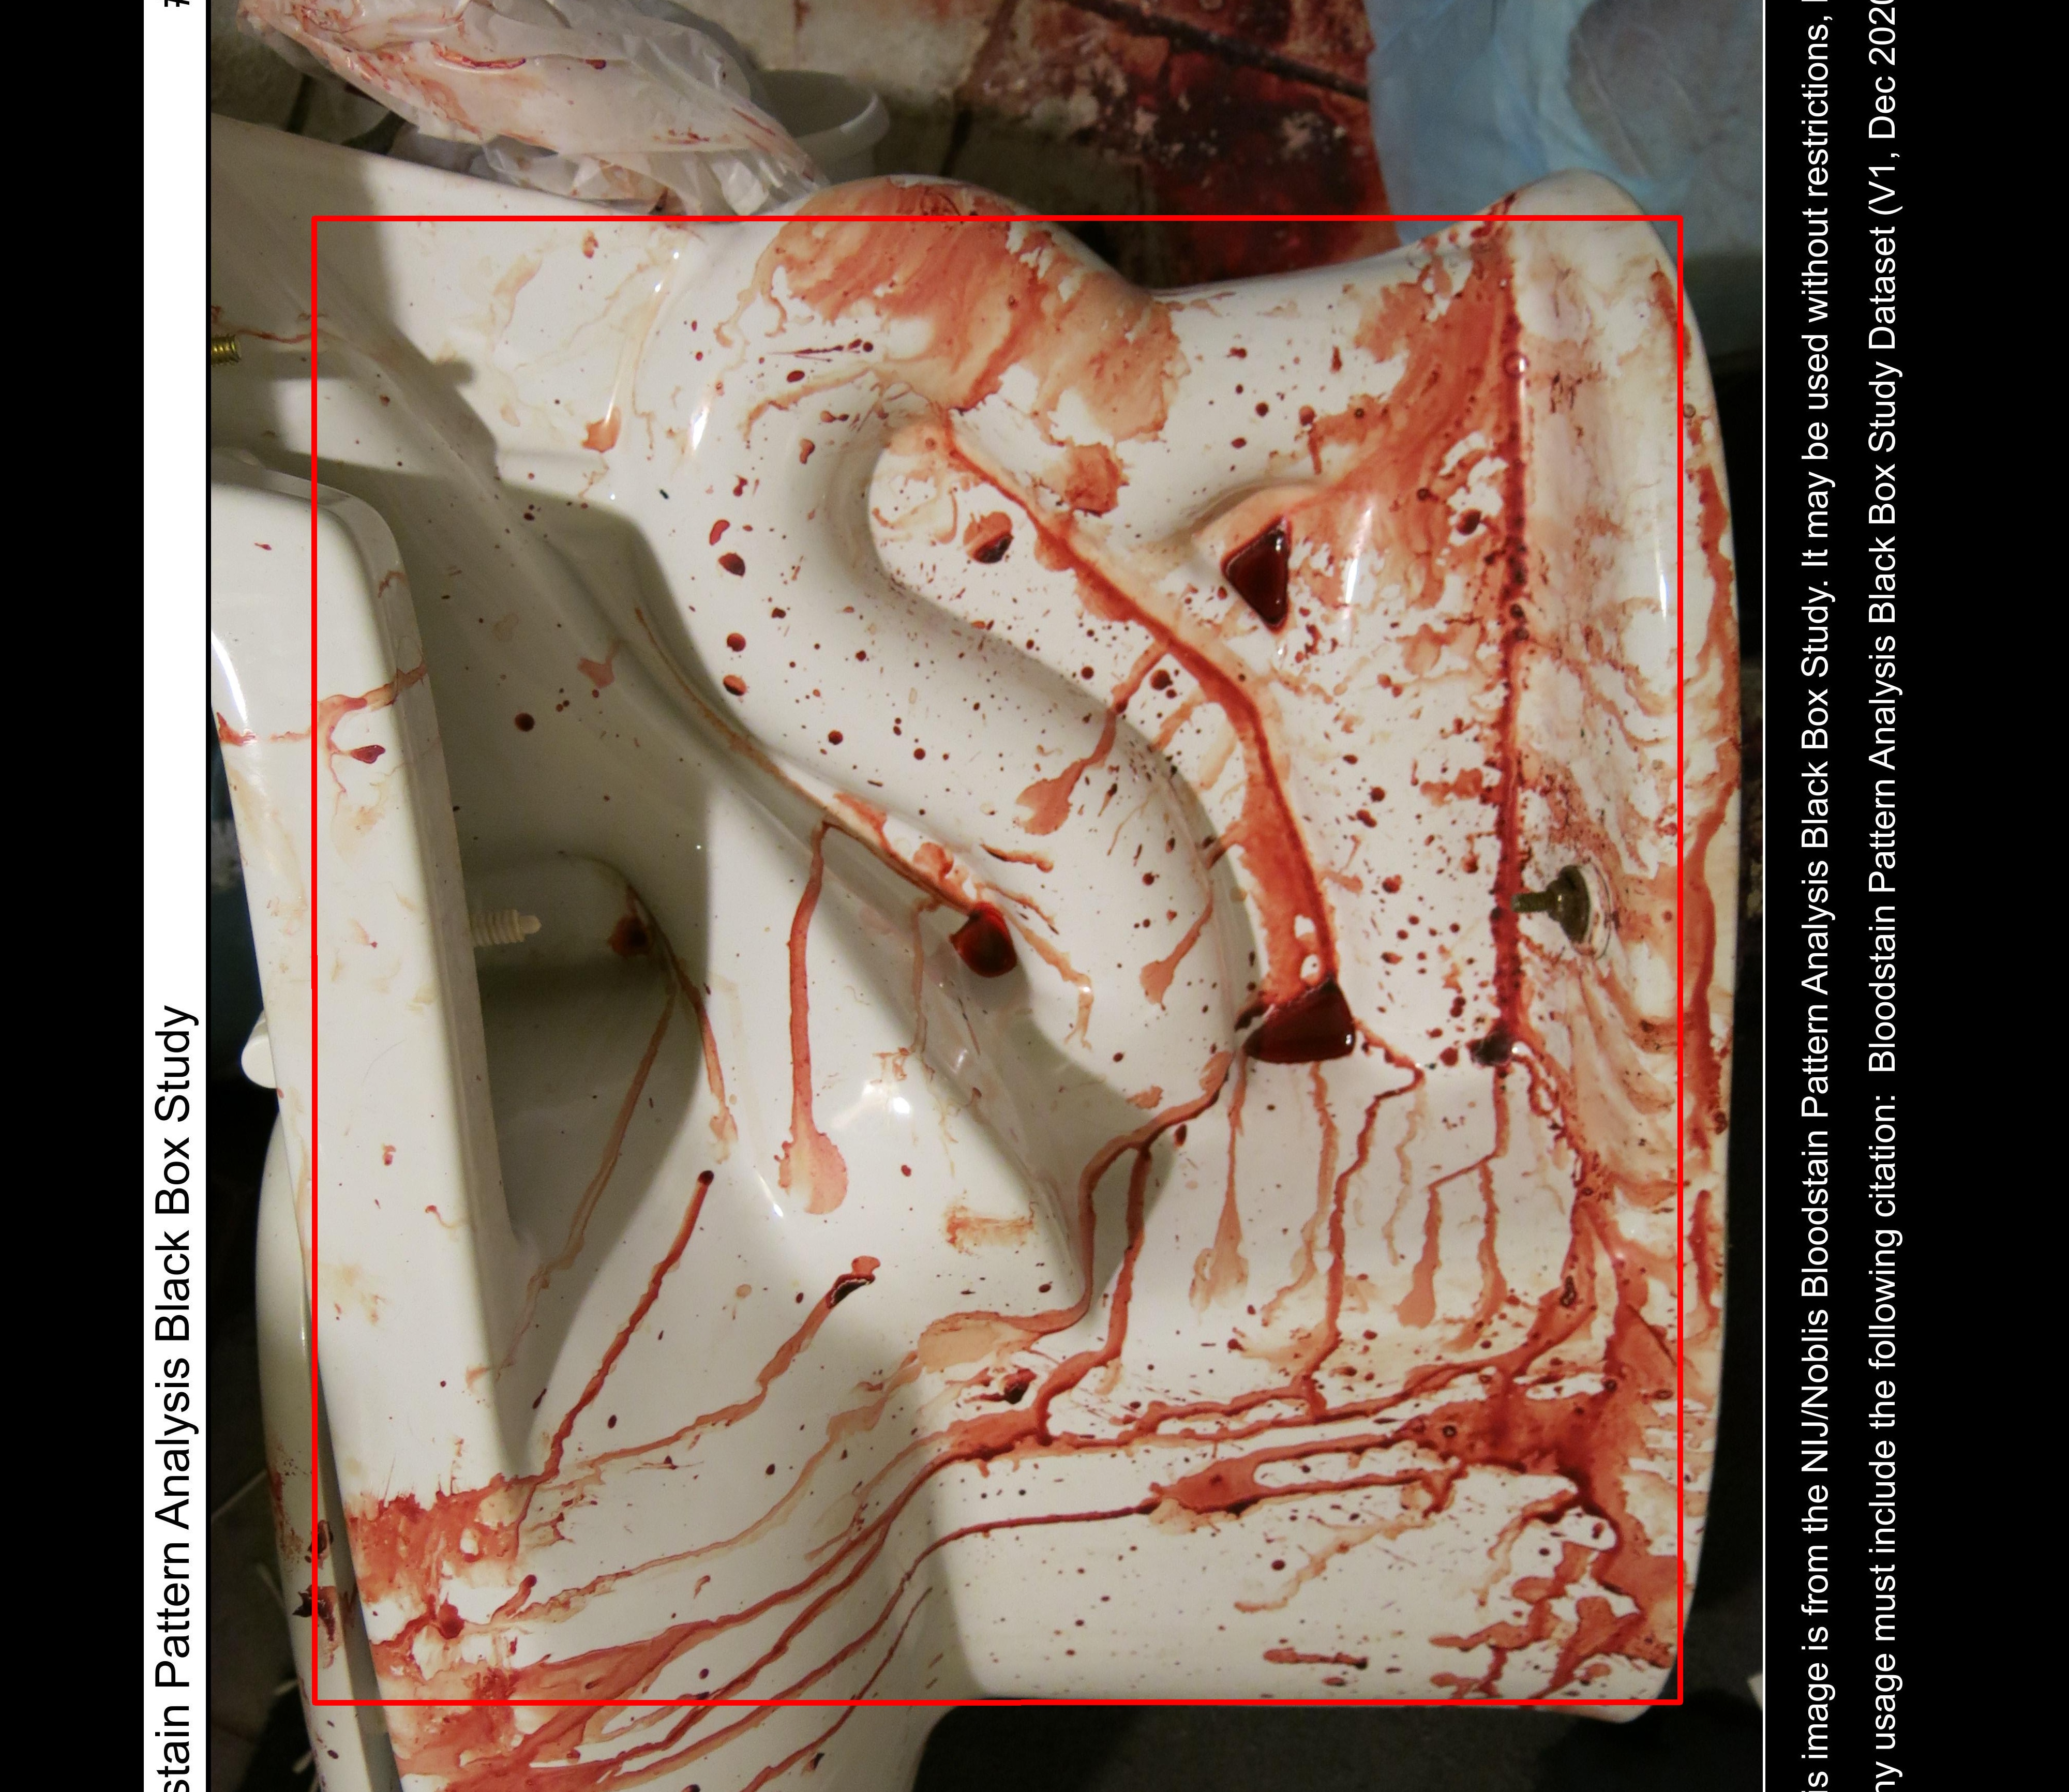 stain Pattern Analysis Black Box Study
is image is from the NIJ/Noblis Bloodstain Pattern Analysis Black Box Study. It may be used without restrictions,
ny usage must include the following citation: Bloodstain Pattern Analysis Black Box Study Dataset (V1, Dec 2020